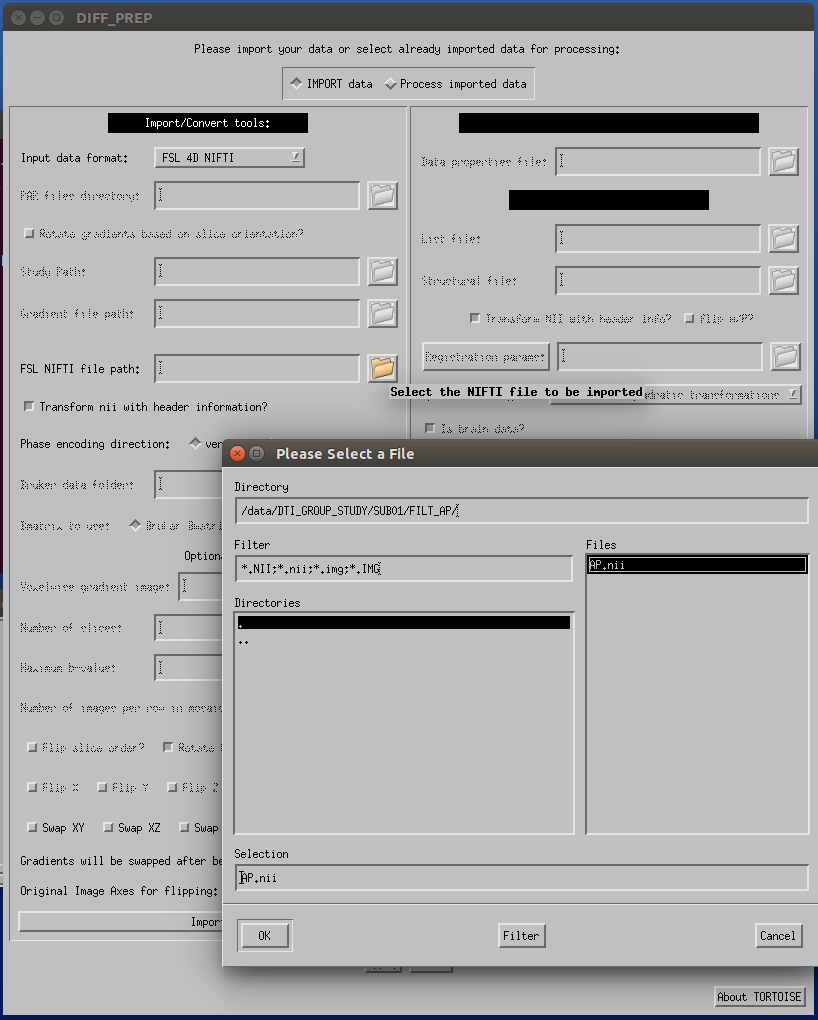 DIFF_PREP
Please import your data or select already imported data for processing:
IMPORT data Process imported data
Import/Convert tools:
Input data format: FSL 4D NIFTI
PAR files directory:
Rotate gradients based on slice orientation?
Study Path:
Gradient file path:
FSL NIFTI file path:
Transform nii with header information?
Phase encoding direction: ver
Bruker data folder:
Bmatrix to use: Bruker Bmatri
Option
Voxelwise gradient image:
Number of slices:
Maximum b-value:
Number of images per row in mosaic
Flip slice order? Rotate
Flip X Flip Y Flip Z
Swap XY Swap XZ Swap
Gradients will be swapped after be
Original Image Axes for flipping:
Impor
Data properties file:
List file:
Structural file:
Transform NII with header info? Flip
Registration params:
Select the NIFTI file to be imported
adratic transformations
Is brain data?
Please Select a File
Directory
/data/DTI_GROUP_STUDY/SUB01/FILT_AP/
Filter
*.NII;*.nii;*.img;*.IMG
Directories
.
..
Files
AP.nii
Selection
AP.nii
OK Filter Cancel
About TORTOISE